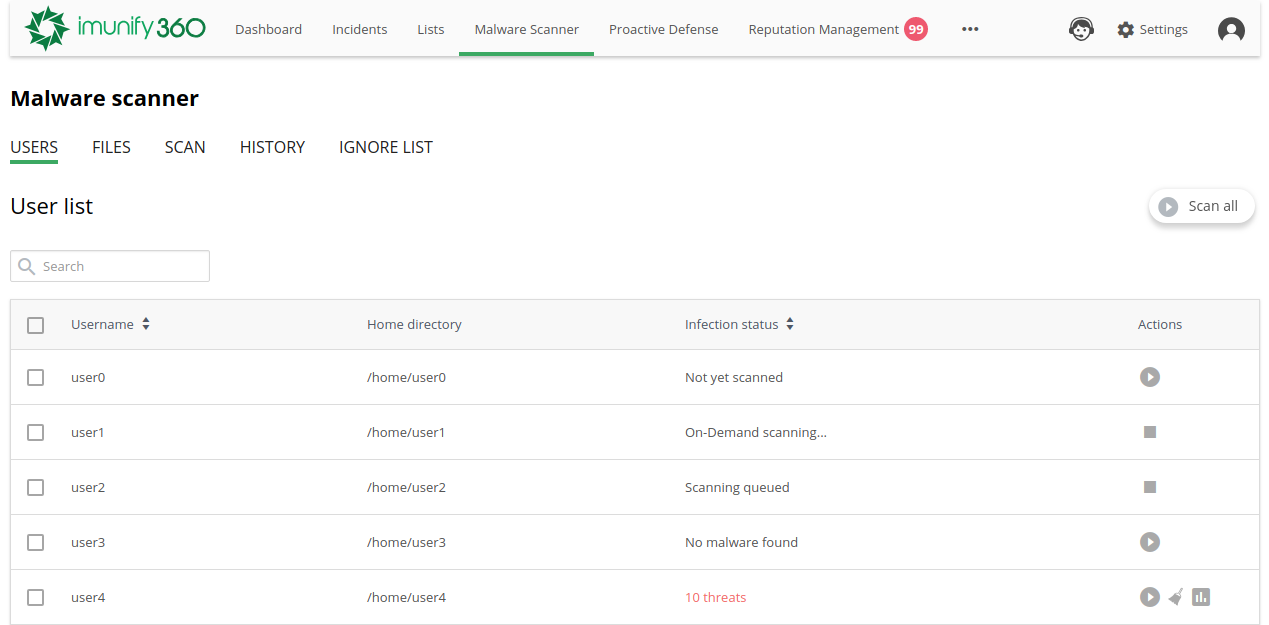 imunify360 Dashboard Incidents Lists Malware Scanner Proactive Defense Reputation Management 99 ••• Settings
Malware scanner
USERS FILES SCAN HISTORY IGNORE LIST
User list Scan all
Search
Username Home directory Infection status Actions
user0 /home/user0 Not yet scanned
user1 /home/user1 On-Demand scanning...
user2 /home/user2 Scanning queued
user3 /home/user3 No malware found
user4 /home/user4 10 threats